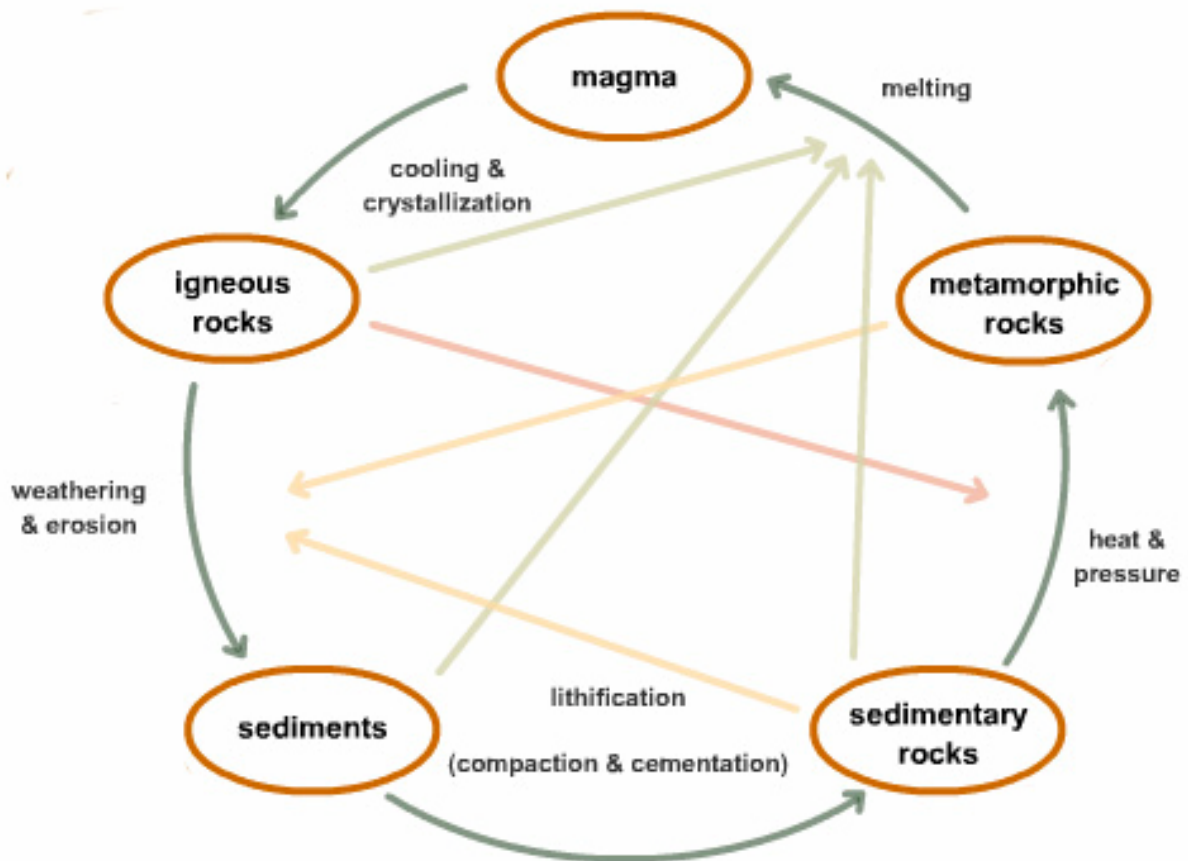 magma
melting
cooling &
crystallization
igneous
rocks
metamorphic
rocks
weathering
& erosion
heat &
pressure
lithification
(compaction & cementation)
sediments
sedimentary
rocks